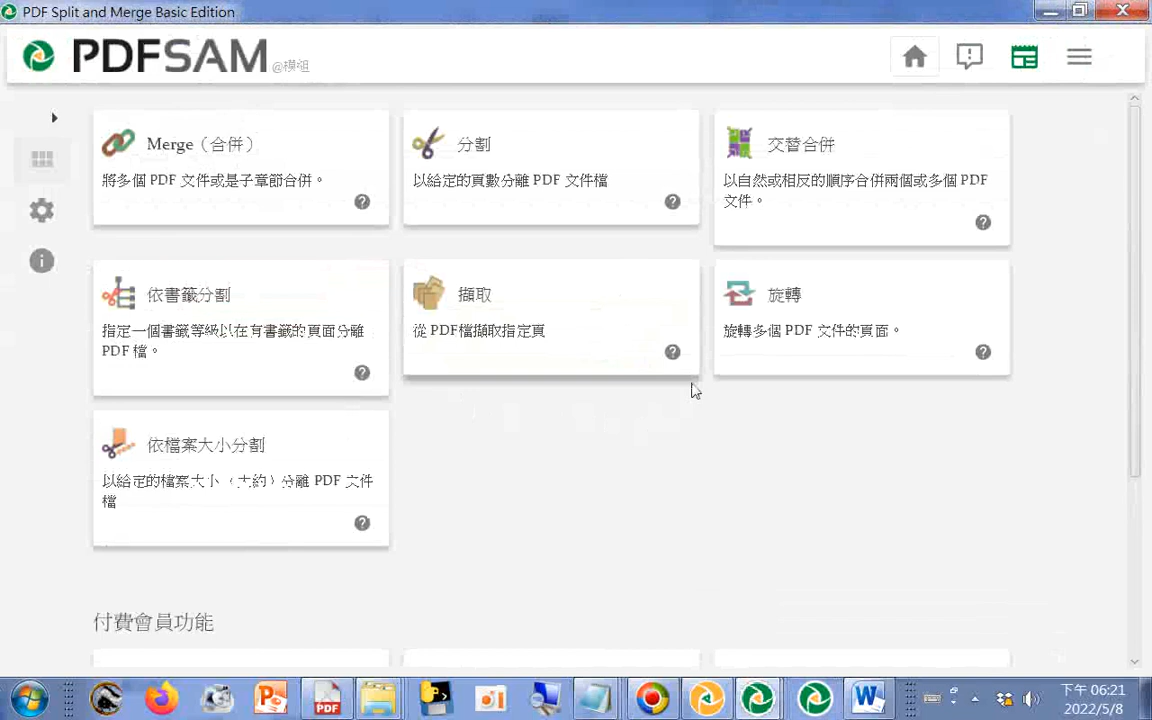 PDF Split and Merge Basic Edition
PDFSAM @模組
Merge（合併）
將多個 PDF 文件或是子章節合併。
分割
以給定的頁數分離 PDF 文件檔
交替合併
以自然或相反的順序合併兩個或多個 PDF
文件。
依書籤分割
指定一個書籤等級以在有書籤的頁面分離
PDF 檔。
擷取
從 PDF檔擷取指定頁
旋轉
旋轉多個 PDF 文件的頁面。
依檔案大小分割
以給定的檔案大小（大約）分離 PDF 文件
檔
付費會員功能
PDF
下午 06:21
2022/5/8